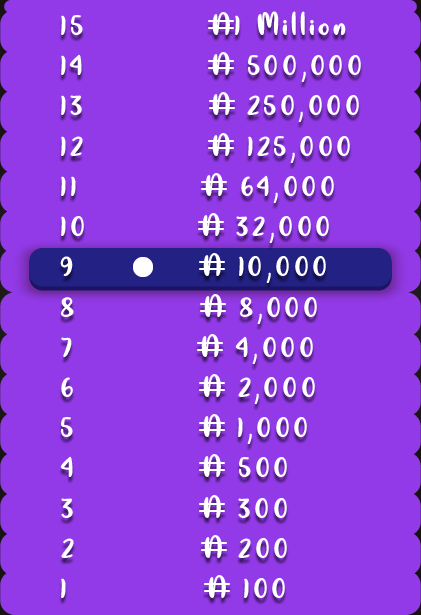 15 ₳1 Million
14 ₳ 500,000
13 ₳ 250,000
12 ₳ 125,000
11 ₳ 64,000
10 ₳ 32,000
9 ₳ 10,000
8 ₳ 8,000
7 ₳ 4,000
6 ₳ 2,000
5 ₳ 1,000
4 ₳ 500
3 ₳ 300
2 ₳ 200
1 ₳ 100